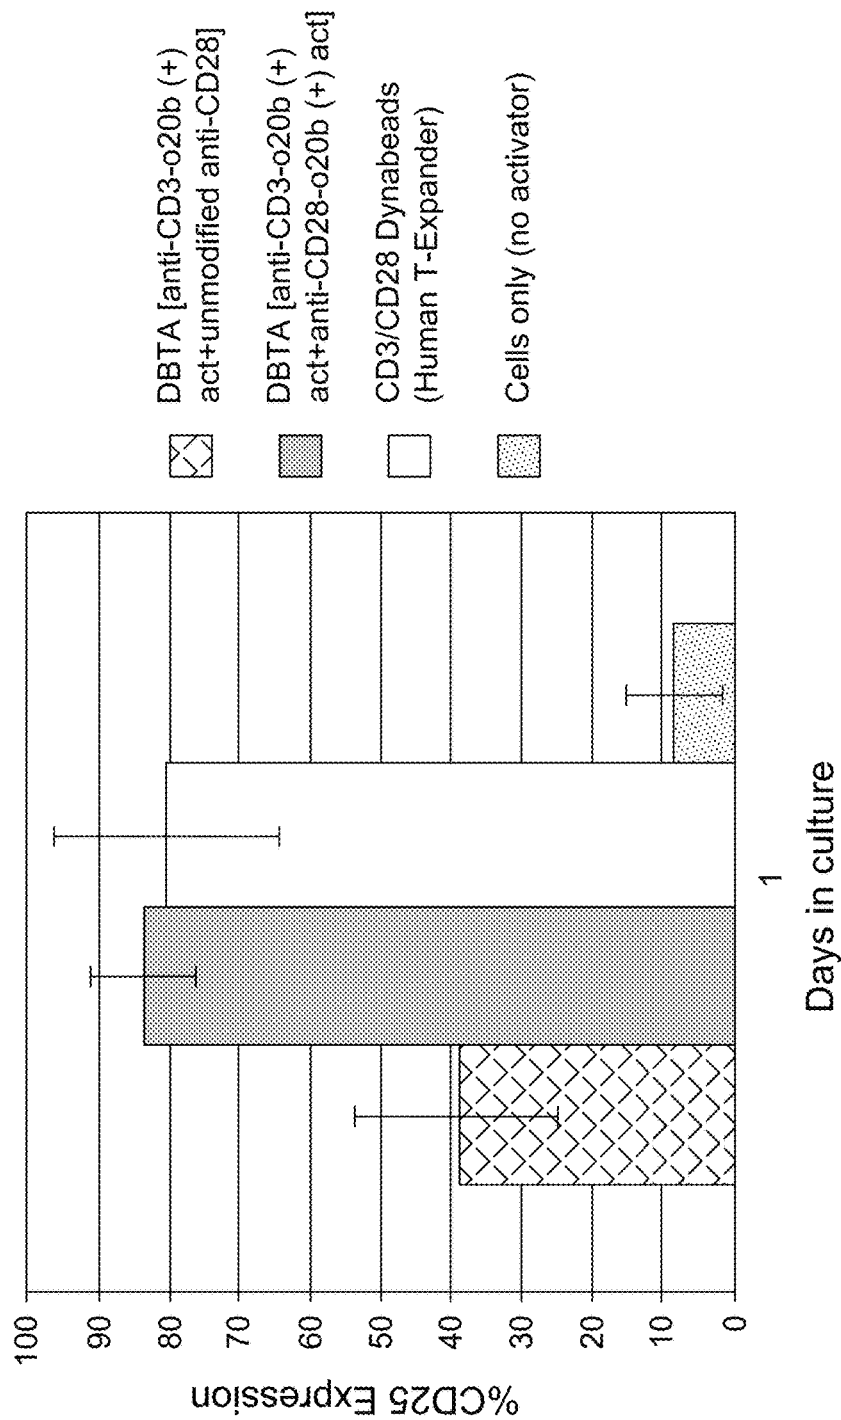 %CD25 Expression
100
90
80
70
60
50
40
30
20
10
0
1
Days in culture
DBTA [anti-CD3-o20b (+)
act+unmodified anti-CD28]
DBTA [anti-CD3-o20b (+)
act+anti-CD28-o20b (+) act]
CD3/CD28 Dynabeads
(Human T-Expander)
Cells only (no activator)